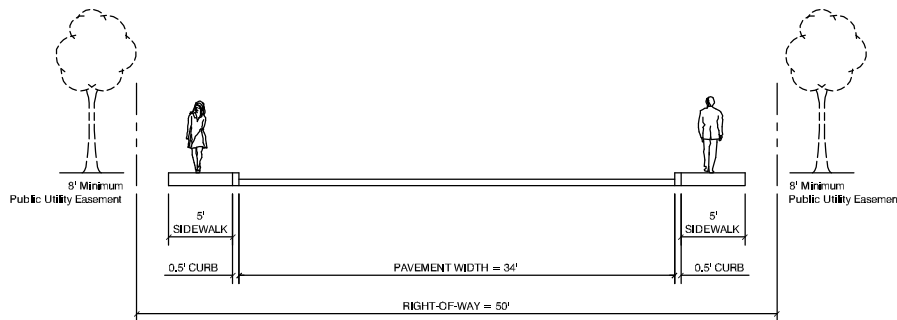 8' Minimum
Public Utility Easement
8' Minimum
Public Utility Easement
5'
SIDEWALK
5'
SIDEWALK
0.5' CURB
PAVEMENT WIDTH = 34'
0.5' CURB
RIGHT-OF-WAY = 50'